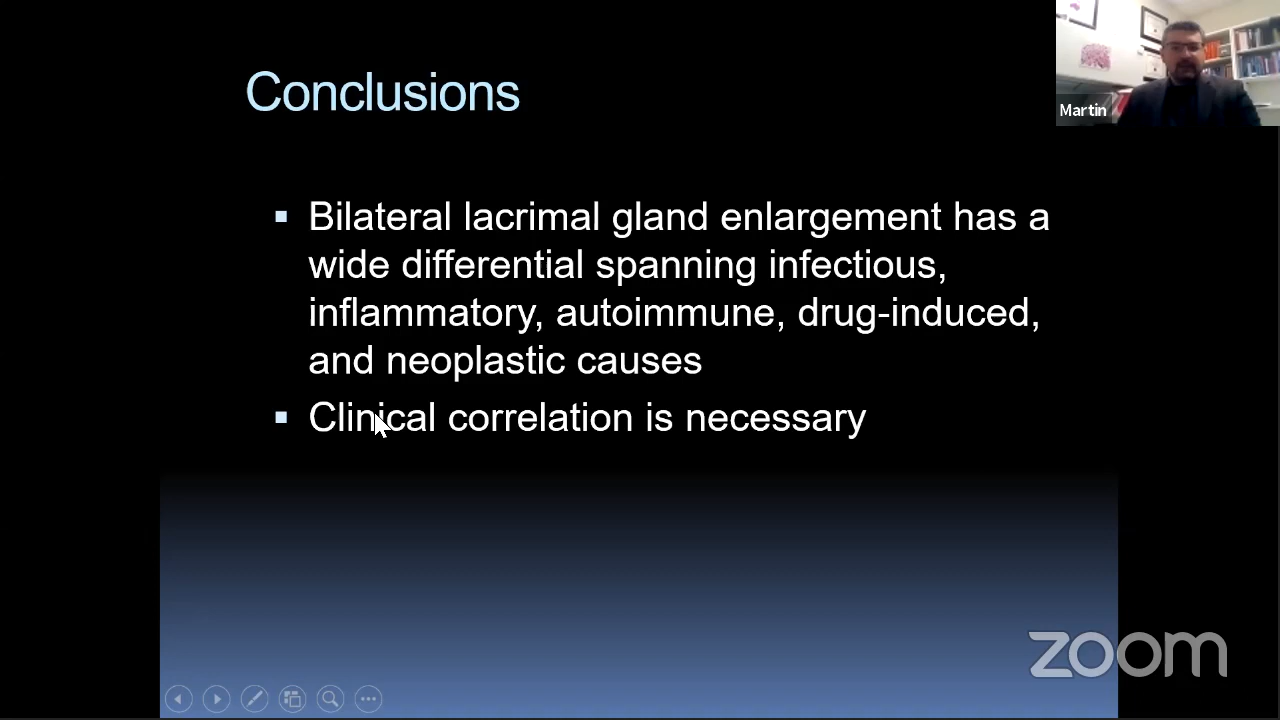 Conclusions
Martin
▪ Bilateral lacrimal gland enlargement has a
wide differential spanning infectious,
inflammatory, autoimmune, drug-induced,
and neoplastic causes
▪ Clinical correlation is necessary
zoom